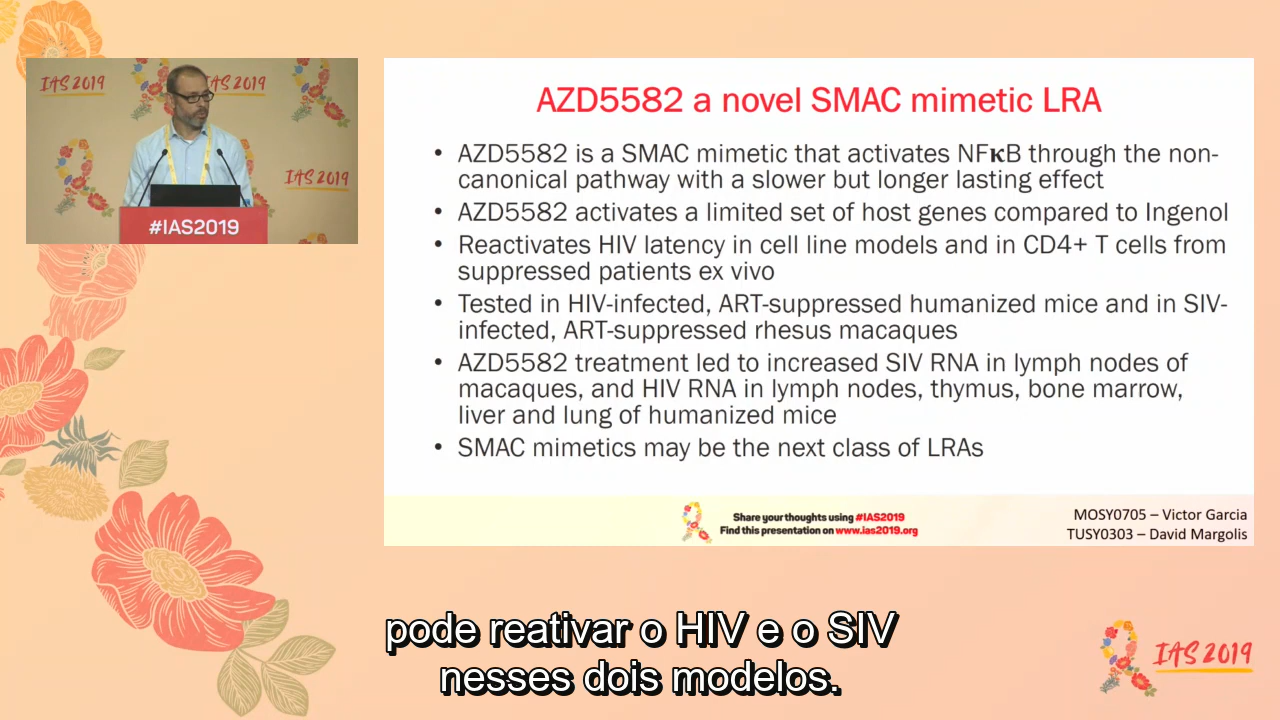 IAS 2019
IAS 2019
IAS 2019
#IAS2019
AZD5582 a novel SMAC mimetic LRA
• AZD5582 is a SMAC mimetic that activates NFκB through the non-
canonical pathway with a slower but longer lasting effect
• AZD5582 activates a limited set of host genes compared to Ingenol
• Reactivates HIV latency in cell line models and in CD4+ T cells from
suppressed patients ex vivo
• Tested in HIV-infected, ART-suppressed humanized mice and in SIV-
infected, ART-suppressed rhesus macaques
• AZD5582 treatment led to increased SIV RNA in lymph nodes of
macaques, and HIV RNA in lymph nodes, thymus, bone marrow,
liver and lung of humanized mice
• SMAC mimetics may be the next class of LRAs
Share your thoughts using #IAS2019
Find this presentation on www.ias2019.org
MOSY0705 – Victor Garcia
TUSY0303 – David Margolis
pode reativar o HIV e o SIV
nesses dois modelos.
IAS 2019